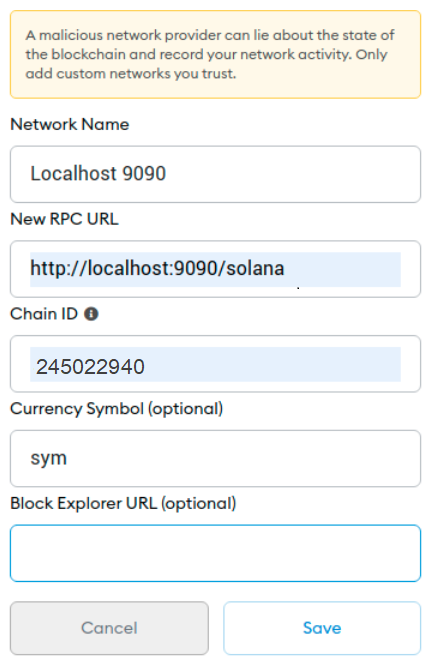 A malicious network provider can lie about the state of
the blockchain and record your network activity. Only
add custom networks you trust.
Network Name
Localhost 9090
New RPC URL
http://localhost:9090/solana
Chain ID
245022940
Currency Symbol (optional)
sym
Block Explorer URL (optional)
Cancel
Save